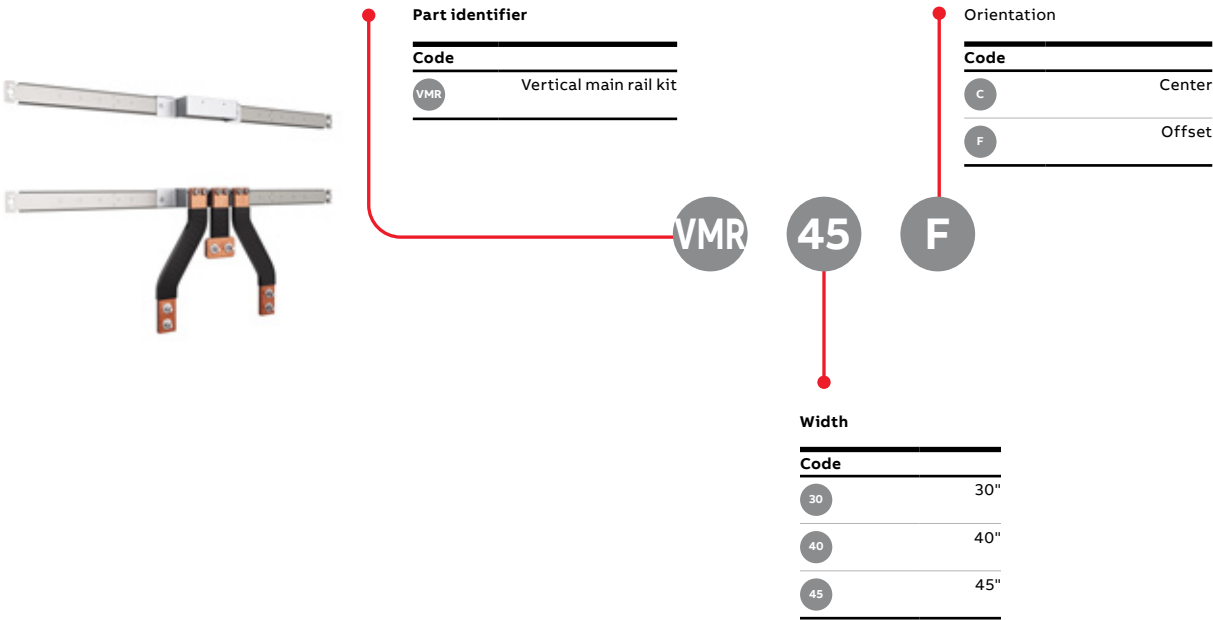 Part identifier
Code
VMR Vertical main rail kit
Orientation
Code
C Center
F Offset
VMR 45 F
Width
Code
30 30"
40 40"
45 45"